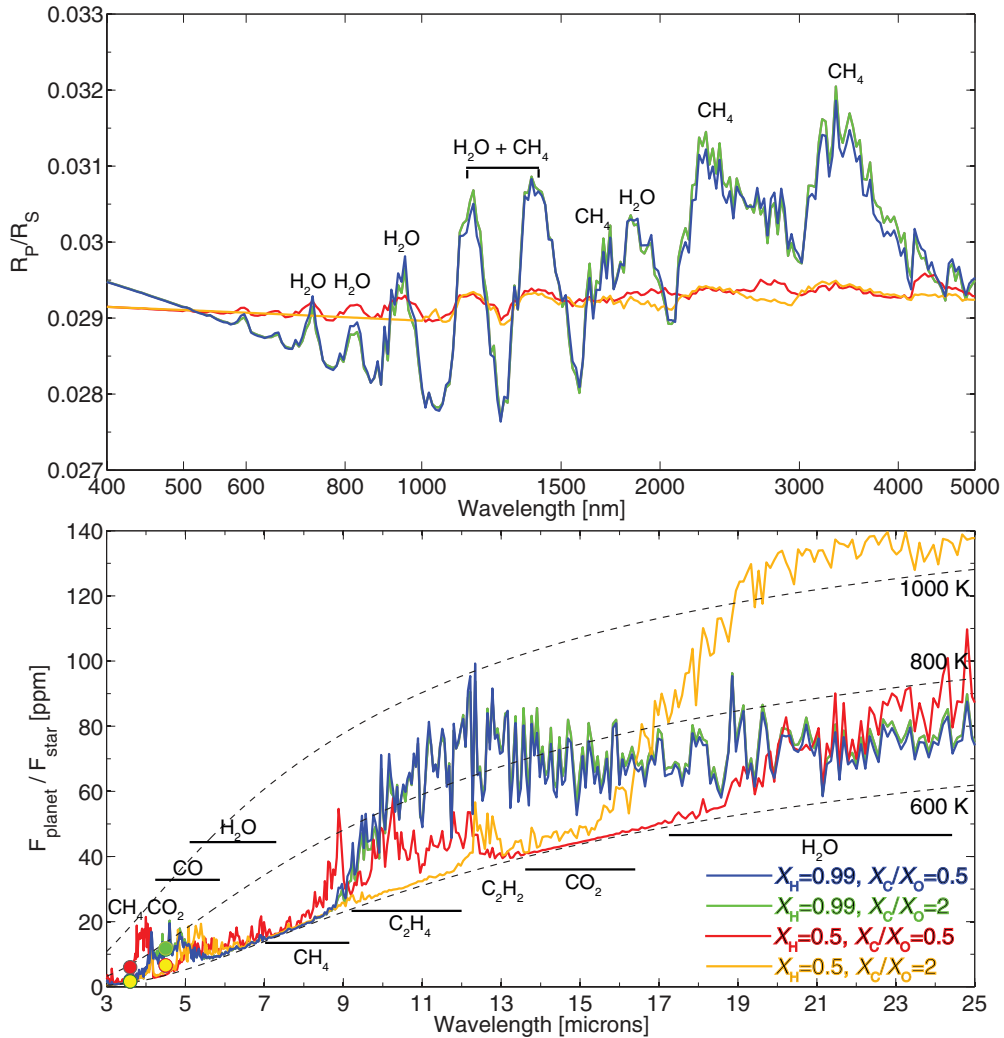 0.033
0.032
0.031
0.03
0.029
0.028
0.027
R_P/R_S
H₂O H₂O
H₂O
H₂O + CH₄
CH₄
H₂O
CH₄
CH₄
400 500 600 800 1000 1500 2000 3000 4000 5000
Wavelength [nm]
140
120
100
80
60
40
20
0
F_planet / F_star [ppm]
1000 K
800 K
600 K
H₂O
CO
CH₄ CO₂
CH₄
C₂H₄
C₂H₂
CO₂
H₂O
X_H=0.99, X_C/X_O=0.5
X_H=0.99, X_C/X_O=2
X_H=0.5, X_C/X_O=0.5
X_H=0.5, X_C/X_O=2
3 5 7 9 11 13 15 17 19 21 23 25
Wavelength [microns]